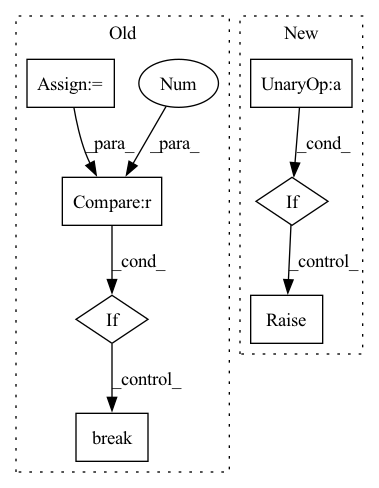 Old
New
Assign:=
Num
UnaryOp:a
_para_
_para_
_cond_
Compare:r
If
_cond_
_control_
If
Raise
_control_
break